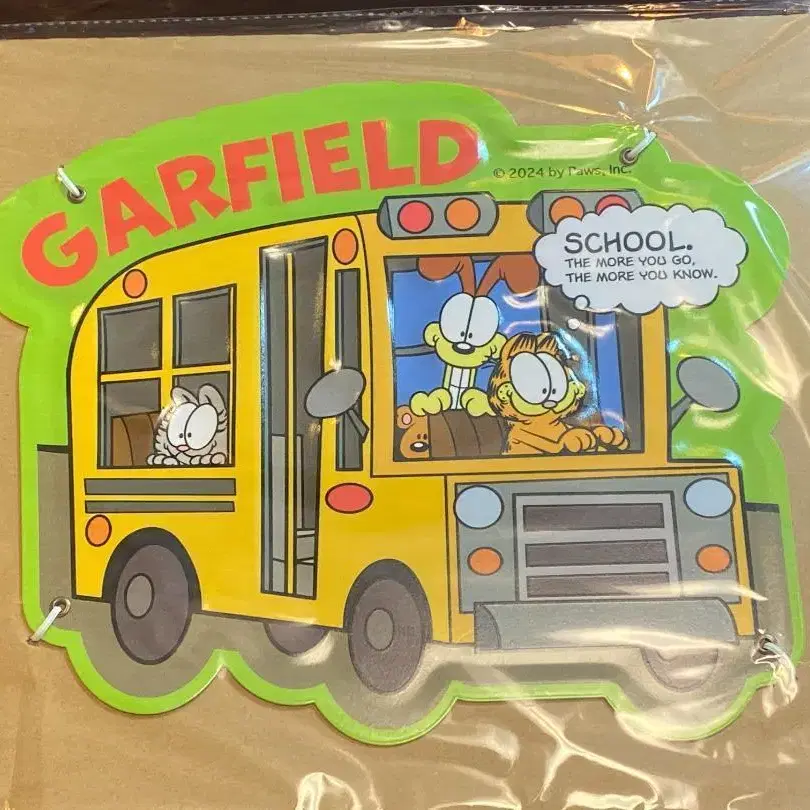 GARFIELD
© 2024 by Paws, Inc.
SCHOOL.
THE MORE YOU GO,
THE MORE YOU KNOW.